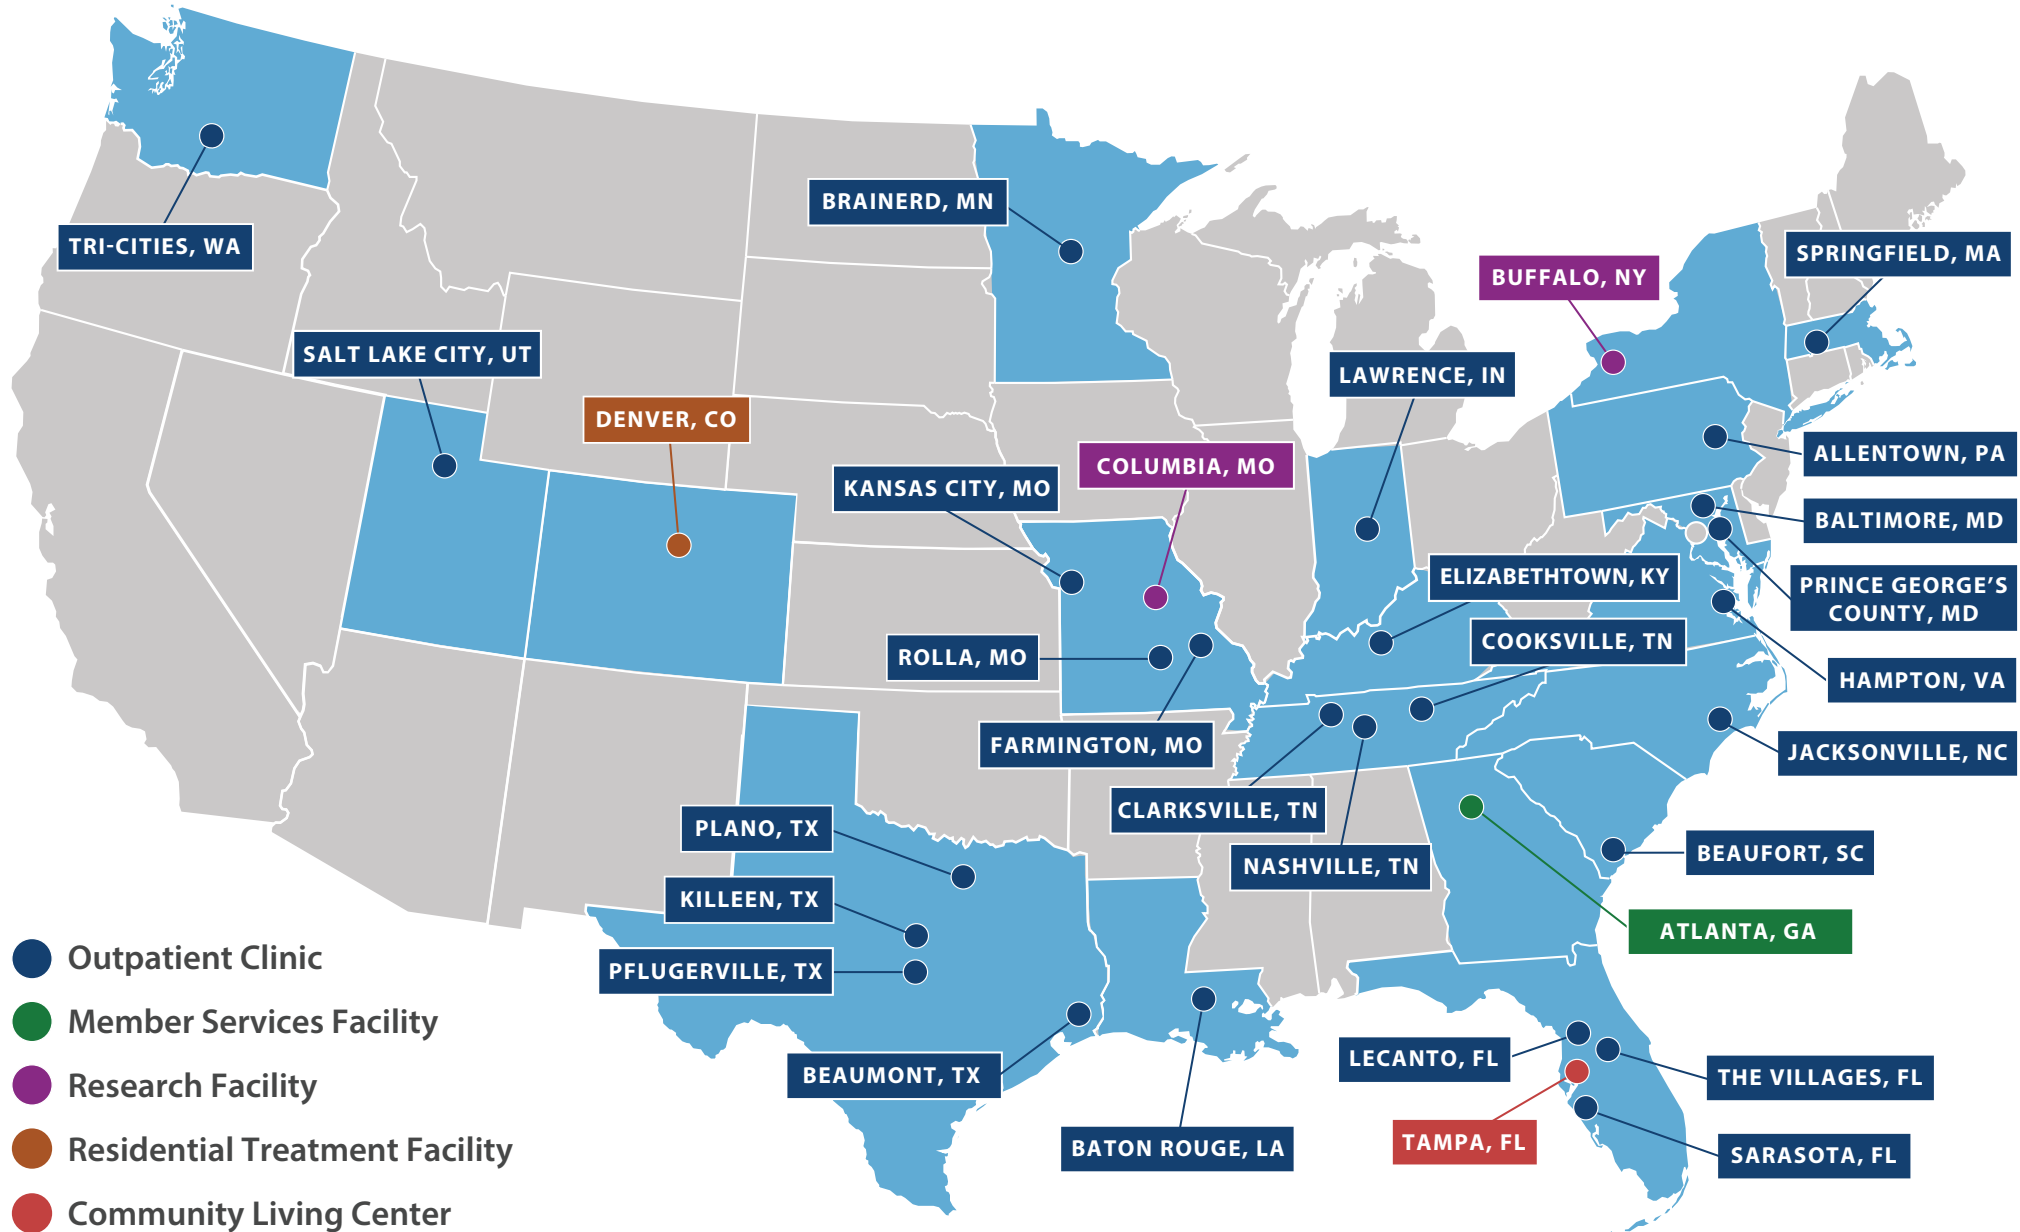 TRI-CITIES, WA
BRAINERD, MN
SPRINGFIELD, MA
BUFFALO, NY
SALT LAKE CITY, UT
LAWRENCE, IN
DENVER, CO
ALLENTOWN, PA
COLUMBIA, MO
KANSAS CITY, MO
BALTIMORE, MD
ELIZABETHTOWN, KY
PRINCE GEORGE'S
COUNTY, MD
COOKSVILLE, TN
ROLLA, MO
HAMPTON, VA
FARMINGTON, MO
JACKSONVILLE, NC
CLARKSVILLE, TN
PLANO, TX
NASHVILLE, TN
BEAUFORT, SC
KILLEEN, TX
ATLANTA, GA
PFLUGERVILLE, TX
LECANTO, FL
BEAUMONT, TX
THE VILLAGES, FL
TAMPA, FL
BATON ROUGE, LA
SARASOTA, FL
Outpatient Clinic
Member Services Facility
Research Facility
Residential Treatment Facility
Community Living Center